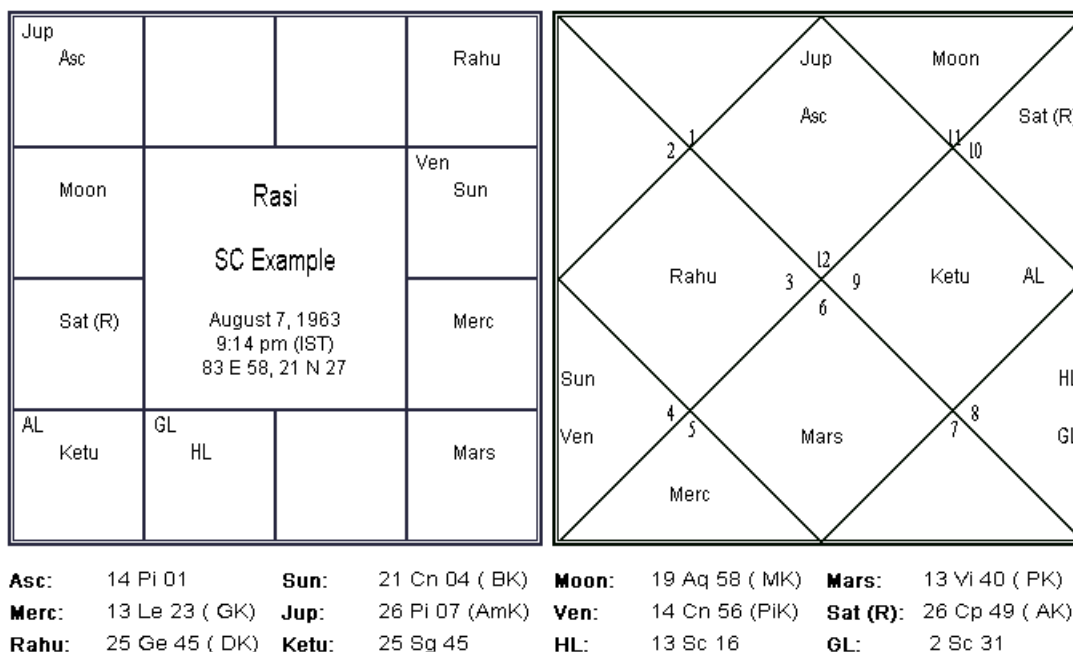 Jup
Asc
Rahu
Moon
Ven
Sun
Rasi
SC Example
August 7, 1963
9:14 pm (IST)
83 E 58, 21 N 27
Sat (R)
Merc
AL
Ketu
GL
HL
Mars
Jup
Asc
Moon
Sat (R)
1
2
11
10
Rahu
12
3
9
6
Ketu
AL
Sun
Ven
4
5
Mars
8
7
HL
GL
Merc
Asc: 14 Pi 01 Sun: 21 Cn 04 ( BK) Moon: 19 Aq 58 ( MK) Mars: 13 Vi 40 ( PK)
Merc: 13 Le 23 ( GK) Jup: 26 Pi 07 (AmK) Ven: 14 Cn 56 (PiK) Sat (R): 26 Cp 49 ( AK)
Rahu: 25 Ge 45 ( DK) Ketu: 25 Sg 45 HL: 13 Sc 16 GL: 2 Sc 31